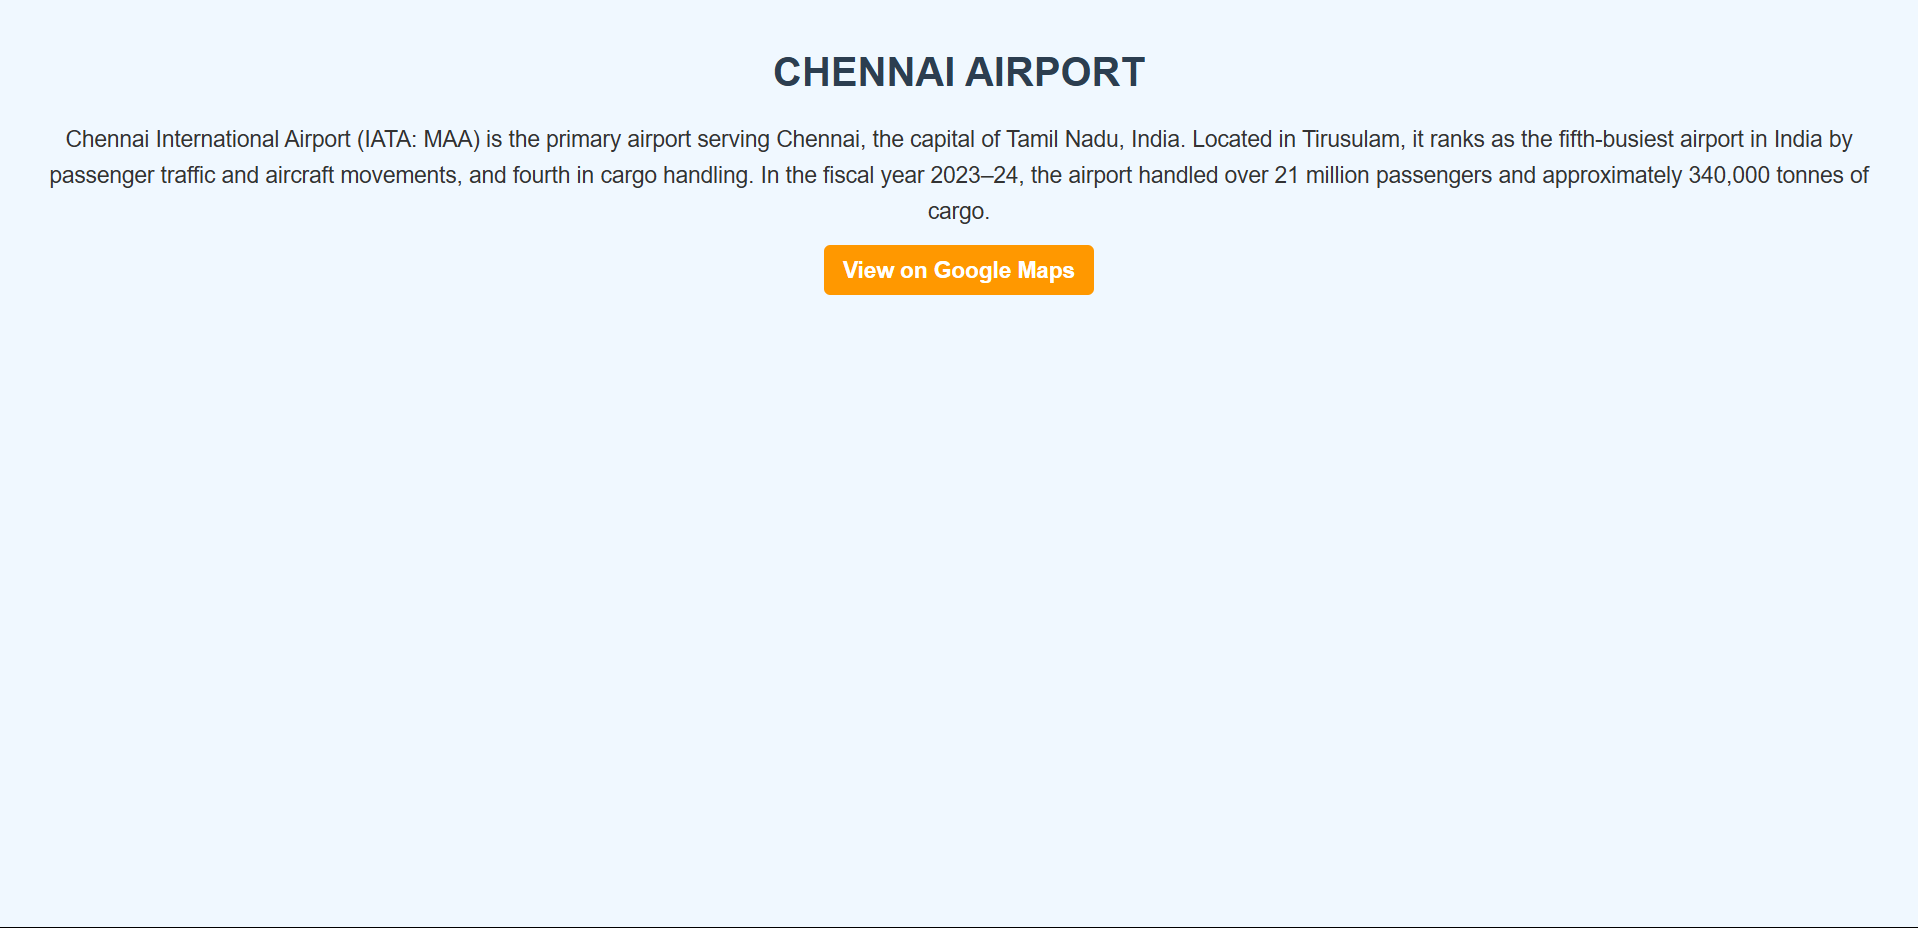 CHENNAI AIRPORT
Chennai International Airport (IATA: MAA) is the primary airport serving Chennai, the capital of Tamil Nadu, India. Located in Tirusulam, it ranks as the fifth-busiest airport in India by
passenger traffic and aircraft movements, and fourth in cargo handling. In the fiscal year 2023–24, the airport handled over 21 million passengers and approximately 340,000 tonnes of
cargo.
View on Google Maps